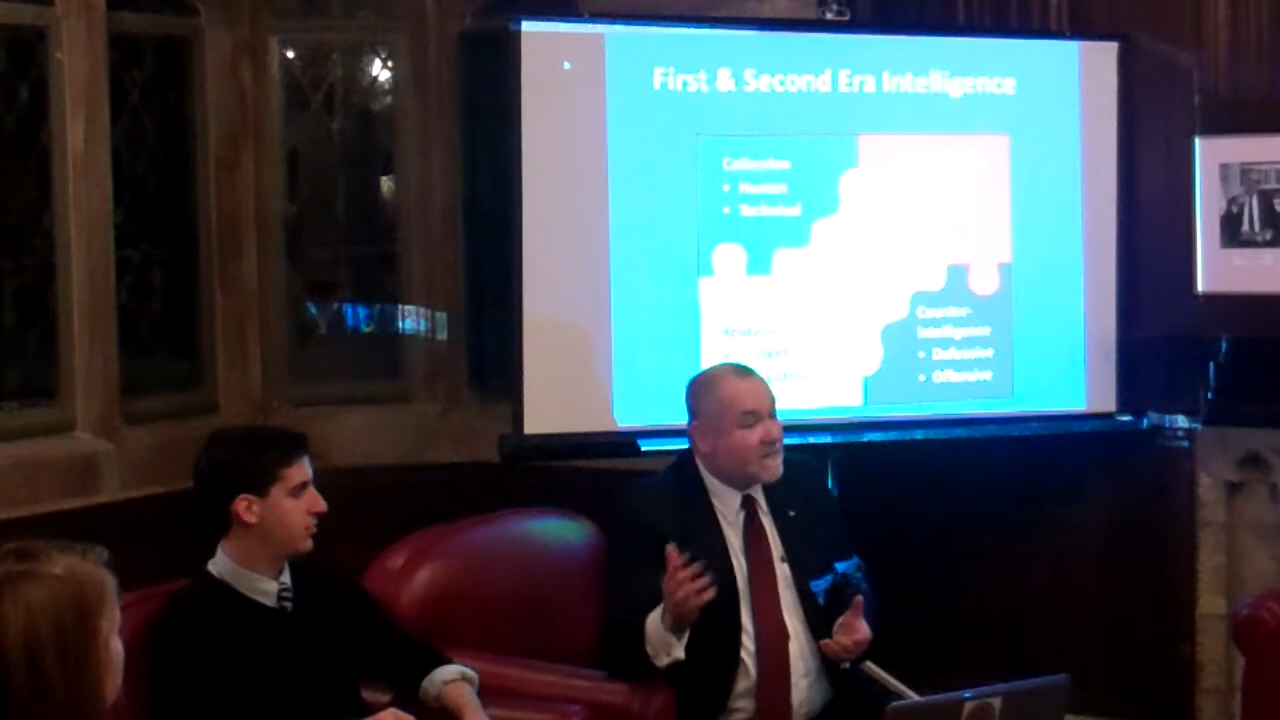 First & Second Era Intelligence
Collection
• Human
• Technical
Counter-
Intelligence
• Defensive
• Offensive